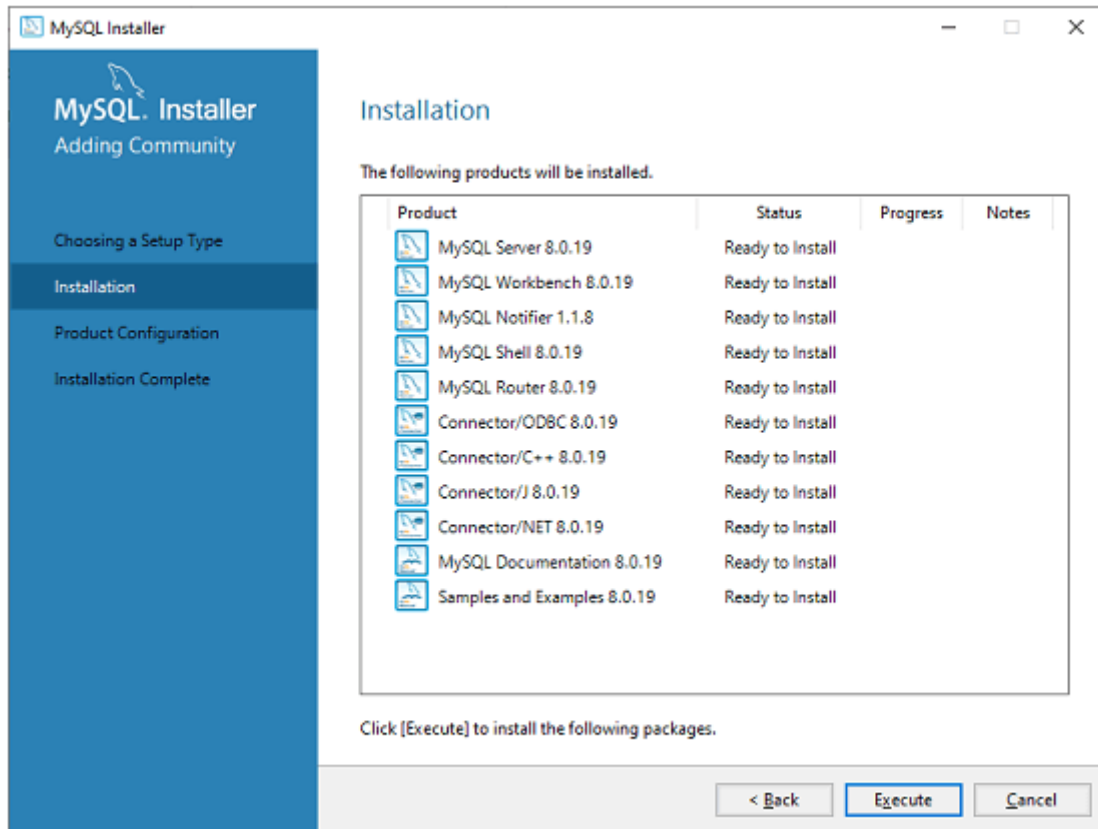 MySQL Installer
MySQL. Installer
Adding Community
Choosing a Setup Type
Installation
Product Configuration
Installation Complete
Installation
The following products will be installed.
Product Status Progress Notes
MySQL Server 8.0.19 Ready to Install
MySQL Workbench 8.0.19 Ready to Install
MySQL Notifier 1.1.8 Ready to Install
MySQL Shell 8.0.19 Ready to Install
MySQL Router 8.0.19 Ready to Install
Connector/ODBC 8.0.19 Ready to Install
Connector/C++ 8.0.19 Ready to Install
Connector/J 8.0.19 Ready to Install
Connector/NET 8.0.19 Ready to Install
MySQL Documentation 8.0.19 Ready to Install
Samples and Examples 8.0.19 Ready to Install
Click [Execute] to install the following packages.
< Back Execute Cancel